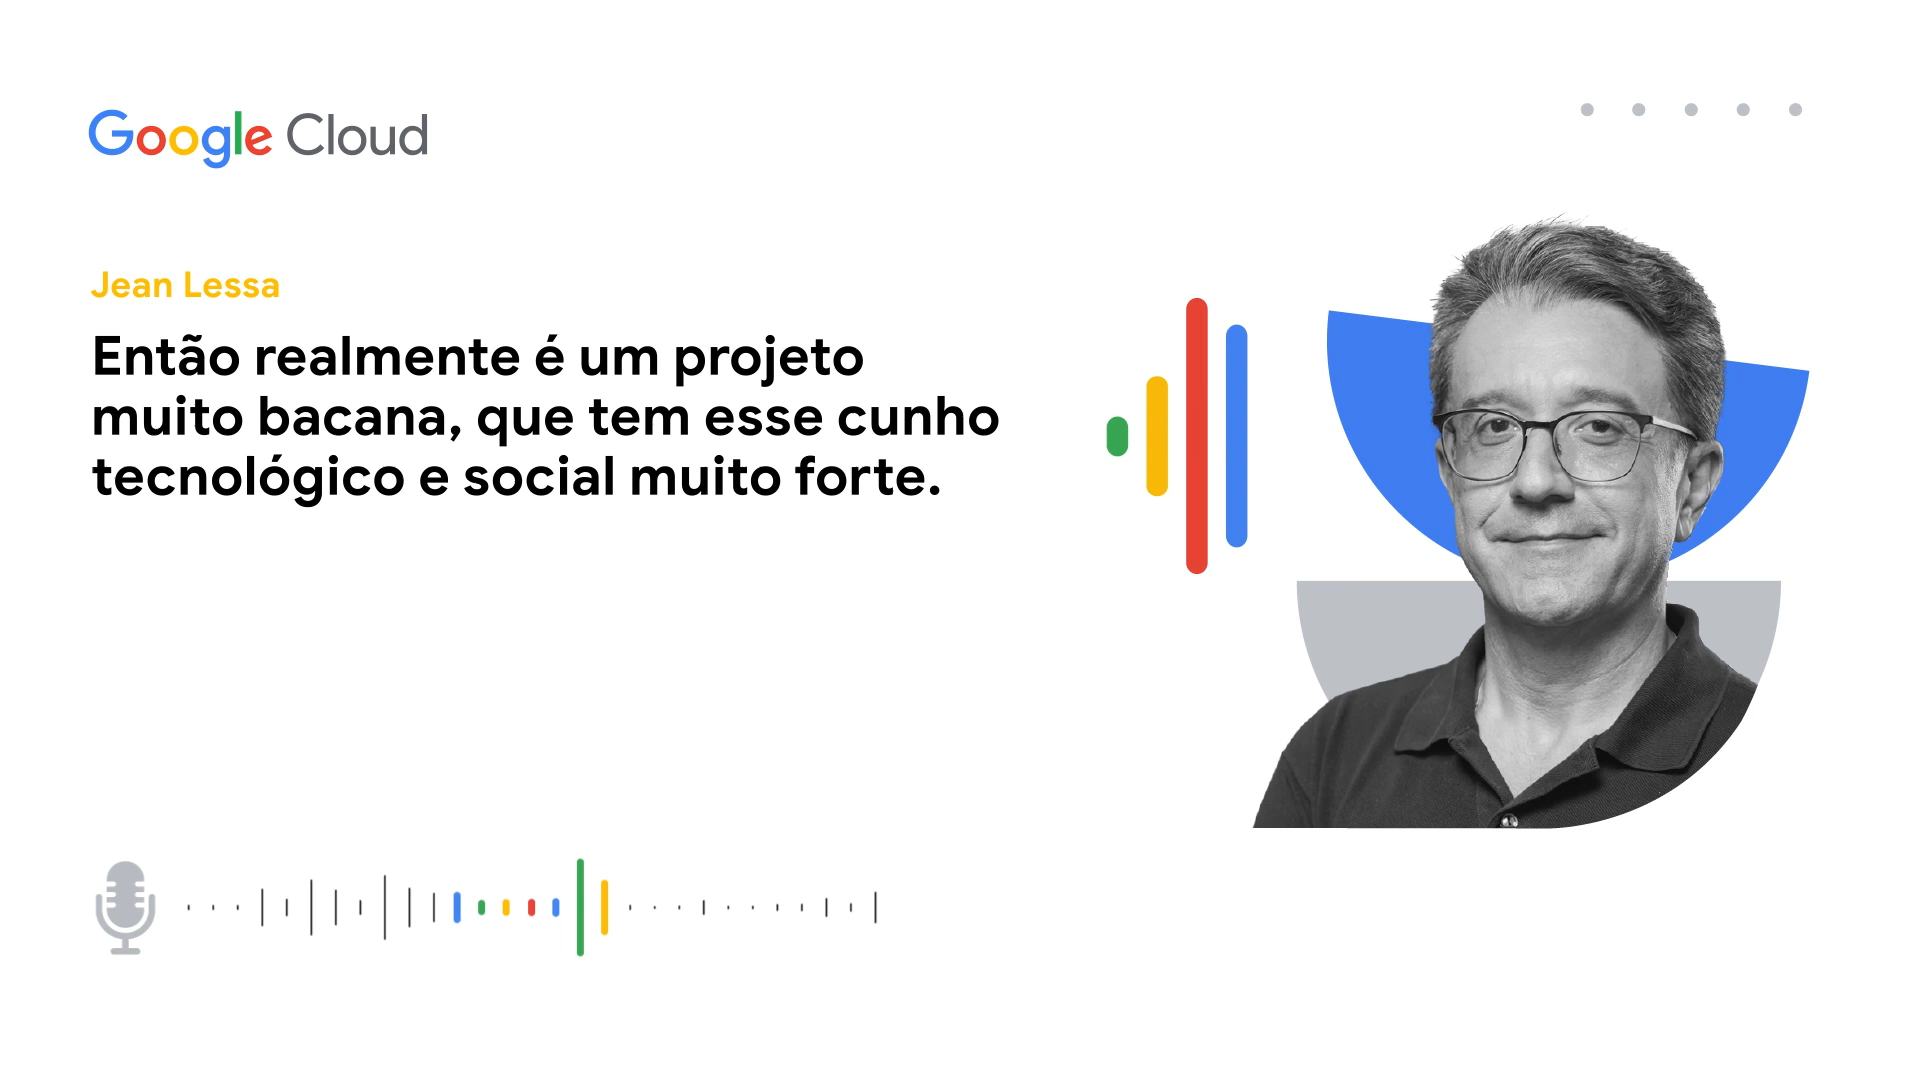 Google Cloud
Jean Lessa
Então realmente é um projeto
muito bacana, que tem esse cunho
tecnológico e social muito forte.